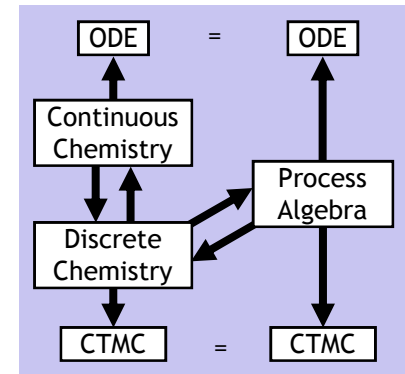 ODE = ODE
Continuous
Chemistry
Process
Algebra
Discrete
Chemistry
CTMC = CTMC